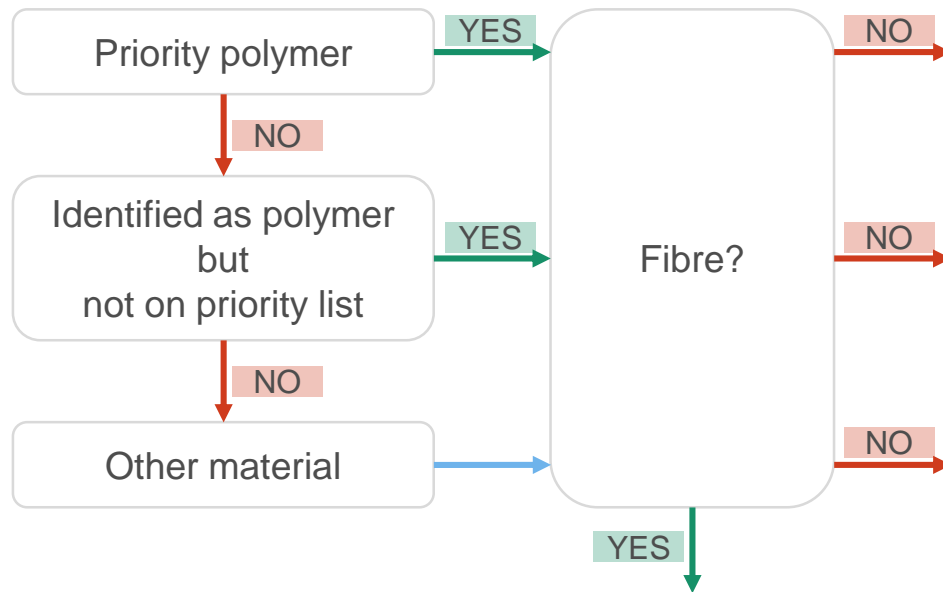 Priority polymer
YES
NO
NO
Identified as polymer
but
not on priority list
YES
Fibre?
NO
NO
Other material
NO
YES